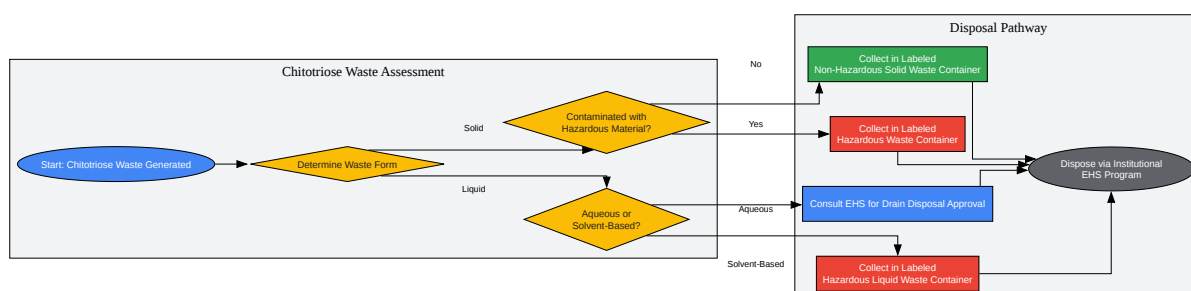 Disposal Pathway
Chitotriose Waste Assessment
No
Collect in Labeled
Non-Hazardous Solid Waste Container
Contaminated with
Hazardous Material?
Solid
Yes
Collect in Labeled
Hazardous Waste Container
Start: Chitotriose Waste Generated
Determine Waste Form
Dispose via Institutional
EHS Program
Liquid
Aqueous or
Solvent-Based?
Aqueous
Consult EHS for Drain Disposal Approval
Solvent-Based
Collect in Labeled
Hazardous Liquid Waste Container